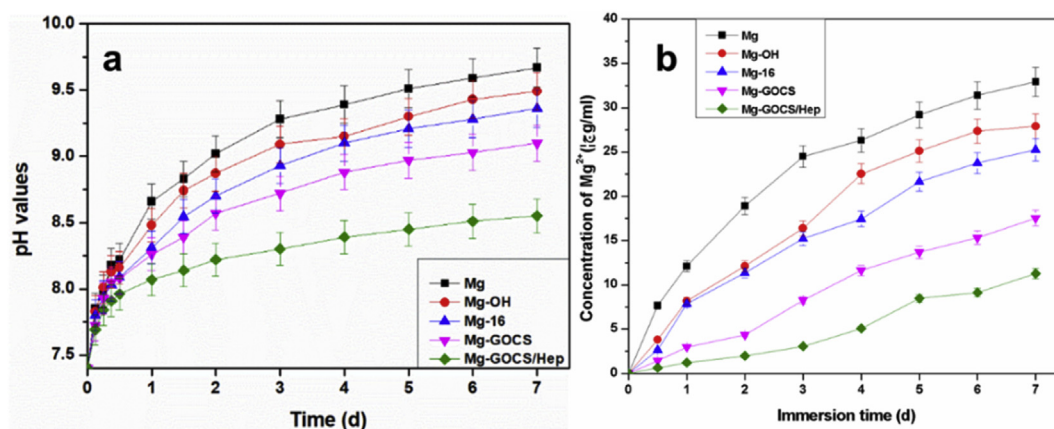 a
pH values
10.0
9.5
9.0
8.5
8.0
7.5
0 1 2 3 4 5 6 7
Time (d)
Mg
Mg-OH
Mg-16
Mg-GOCS
Mg-GOCS/Hep
b
Concentration of Mg²⁺(ξg/ml)
40
35
30
25
20
15
10
5
0
0 1 2 3 4 5 6 7
Immersion time (d)
Mg
Mg-OH
Mg-16
Mg-GOCS
Mg-GOCS/Hep